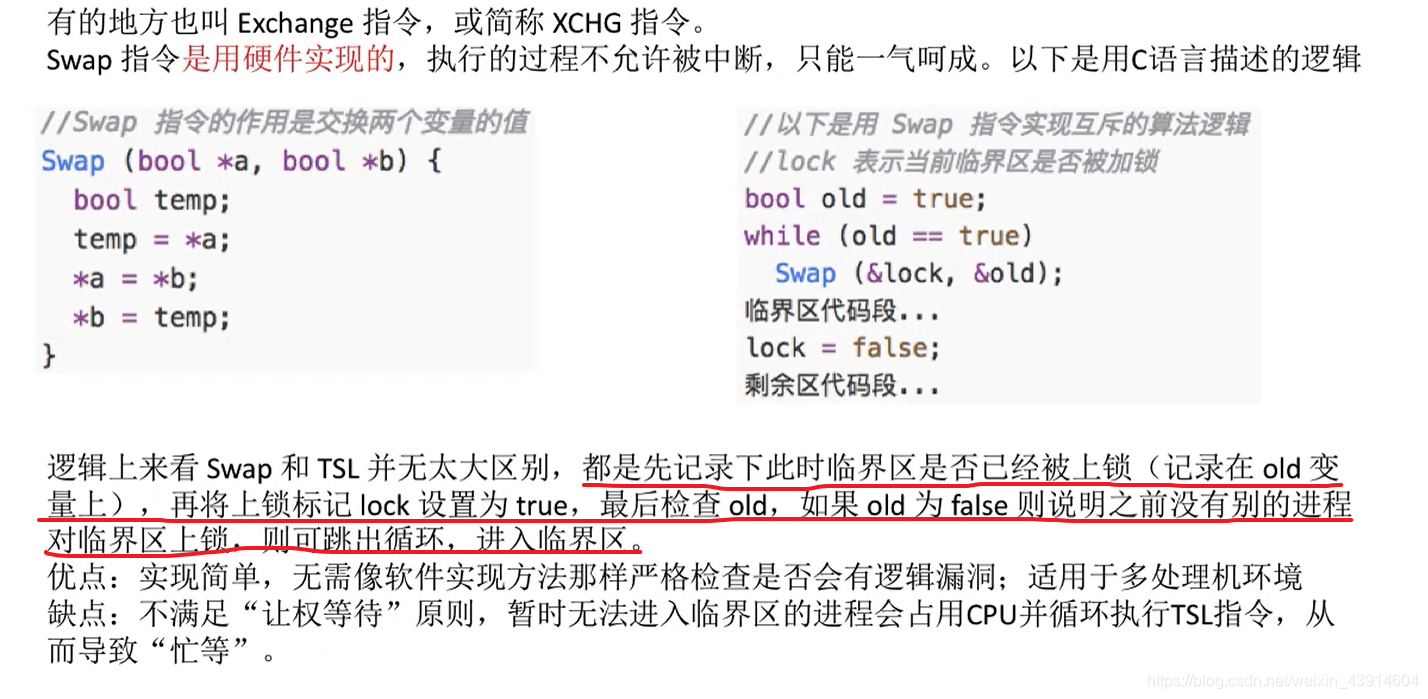 有的地方也叫 Exchange 指令，或简称 XCHG 指令。
Swap 指令是用硬件实现的，执行的过程不允许被中断，只能一气呵成。以下是用C语言描述的逻辑
//Swap 指令的作用是交换两个变量的值
Swap (bool *a, bool *b) {
  bool temp;
  temp = *a;
  *a = *b;
  *b = temp;
}
//以下是用 Swap 指令实现互斥的算法逻辑
//lock 表示当前临界区是否被加锁
bool old = true;
while (old == true)
  Swap (&lock, &old);
临界区代码段...
lock = false;
剩余区代码段...
逻辑上来看 Swap 和 TSL 并无太大区别，都是先记录下此时临界区是否已经被上锁（记录在 old 变
量上），再将上锁标记 lock 设置为 true，最后检查 old，如果 old 为 false 则说明之前没有别的进程
对临界区上锁，则可跳出循环，进入临界区。
优点：实现简单，无需像软件实现方法那样严格检查是否会有逻辑漏洞；适用于多处理机环境
缺点：不满足“让权等待”原则，暂时无法进入临界区的进程会占用CPU并循环执行TSL指令，从
而导致“忙等”。
https://blog.csdn.net/weixin_43914604